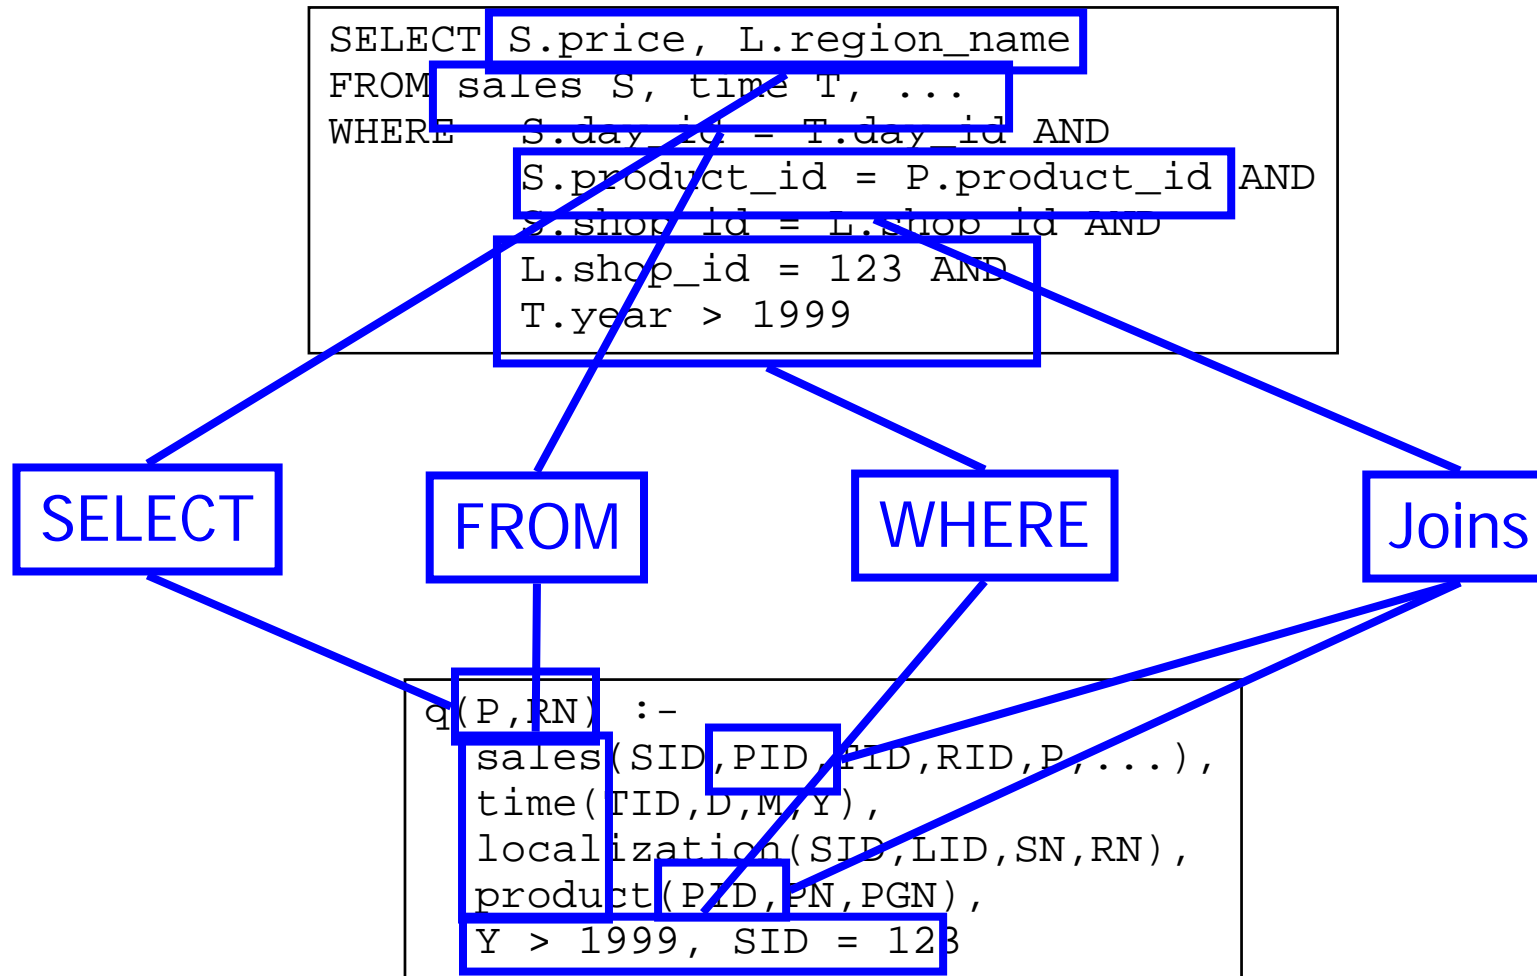 SELECT S.price, L.region_name
FROM sales S, time T, ...
WHERE S.day_id = T.day_id AND
S.product_id = P.product_id AND
S.shop_id = L.shop_id AND
L.shop_id = 123 AND
T.year > 1999
SELECT FROM WHERE Joins
q(P,RN) :-
sales(SID,PID,TID,RID,P,...),
time(TID,D,M,Y),
localization(SID,LID,SN,RN),
product(PID,PN,PGN),
Y > 1999, SID = 123